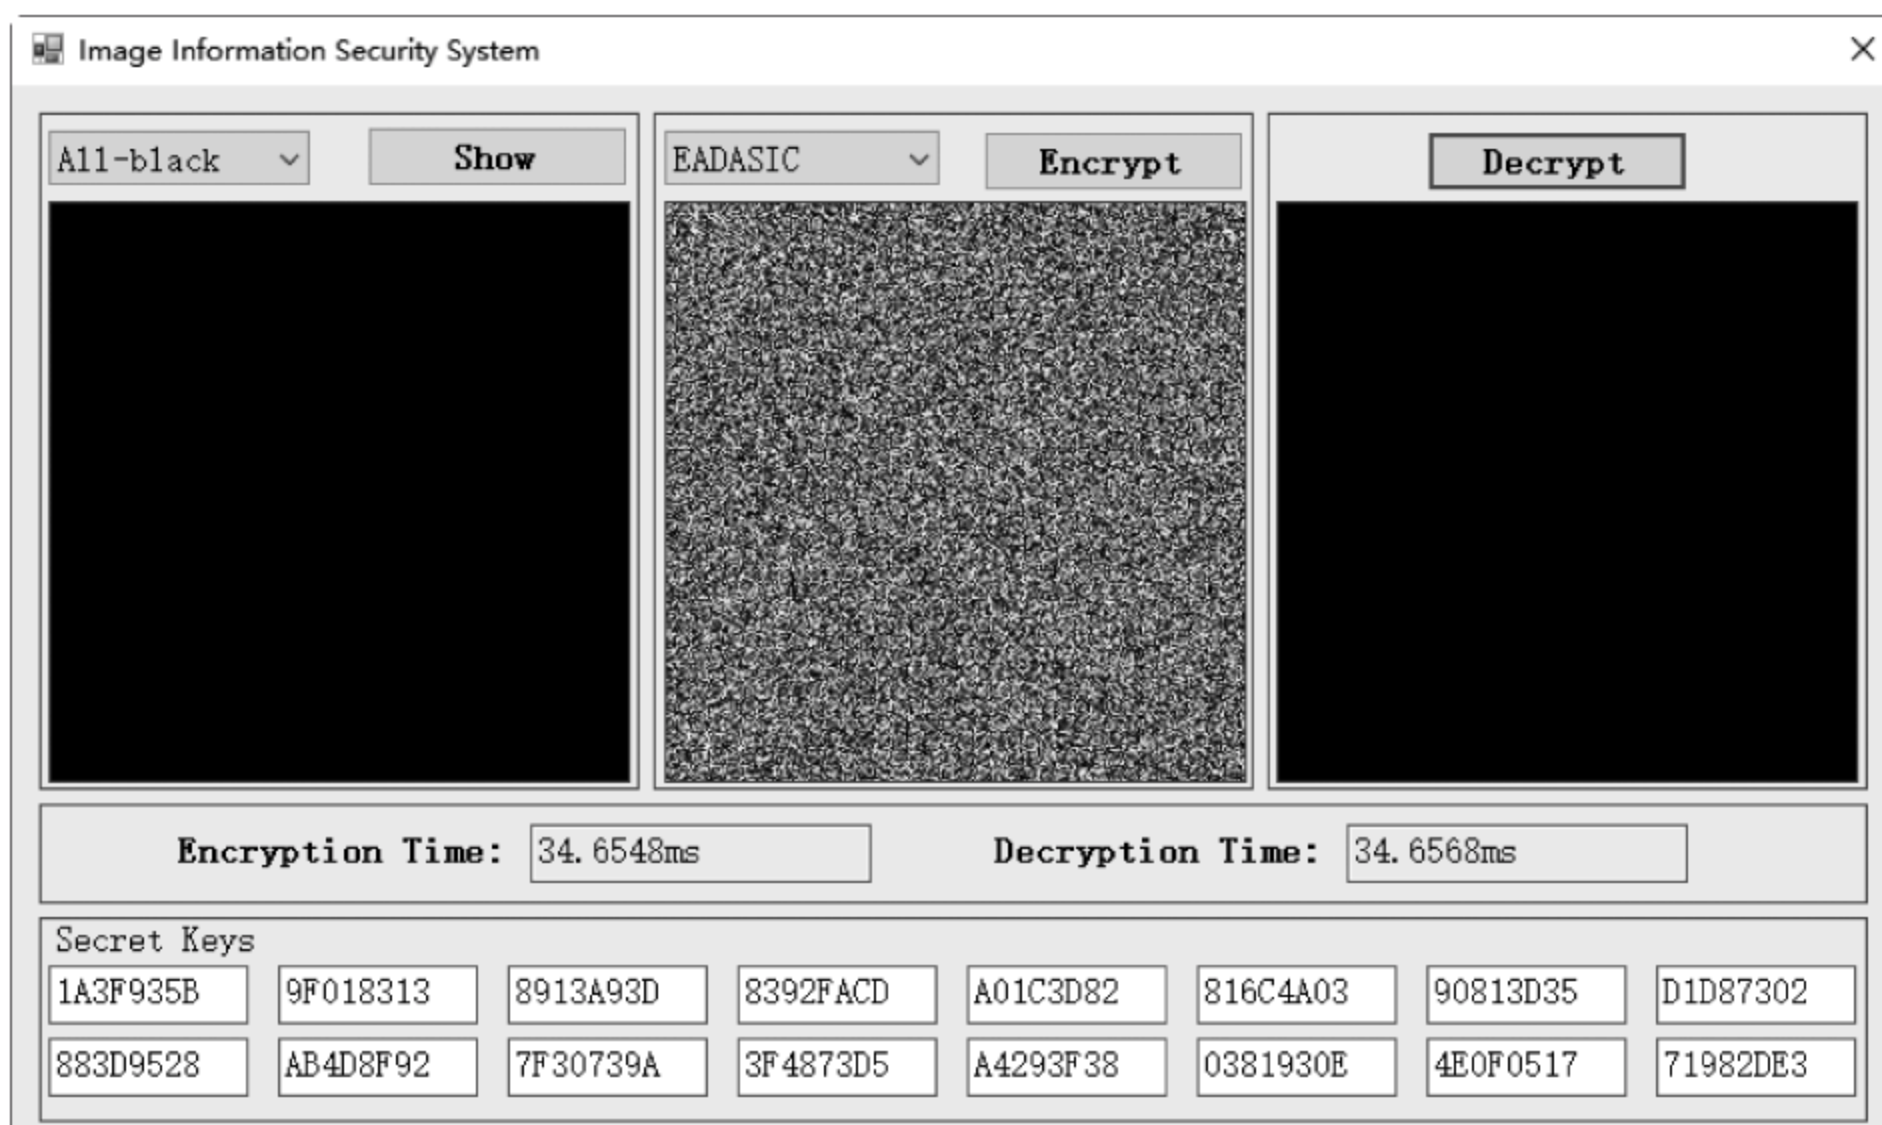 Image Information Security System
All-black Show EADASIC Encrypt Decrypt
Encryption Time: 34.6548ms Decryption Time: 34.6568ms
Secret Keys
1A3F935B 9F018313 8913A93D 8392FACD A01C3D82 816C4A03 90813D35 D1D87302
883D9528 AB4D8F92 7F30739A 3F4873D5 A4293F38 0381930E 4E0F0517 71982DE3